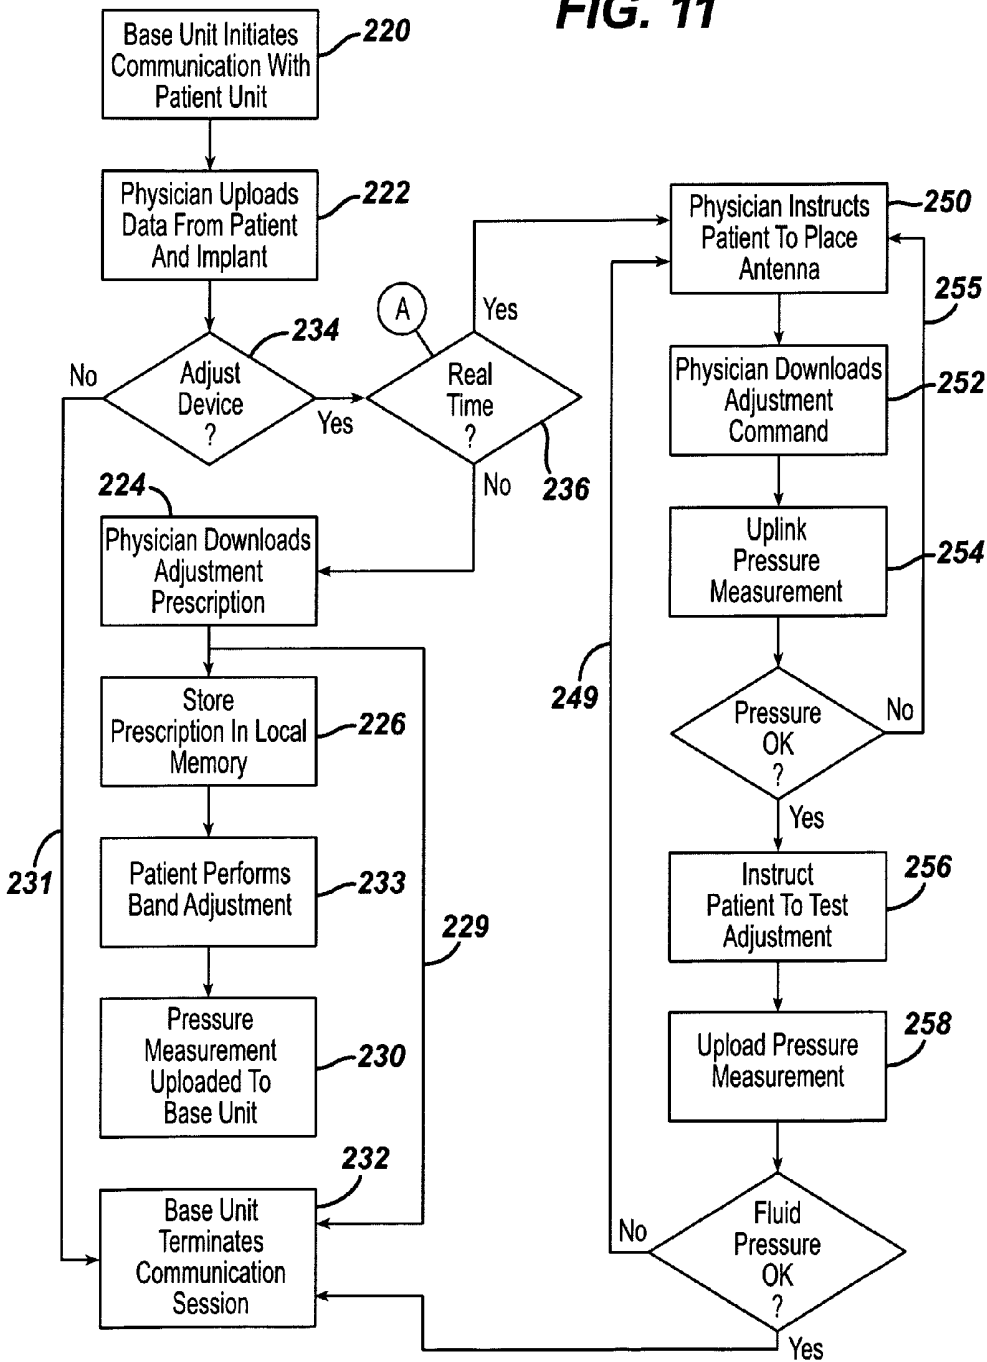 FIG. 11
Base Unit Initiates
Communication With
Patient Unit
220
Physician Uploads
Data From Patient
And Implant
222
Adjust
Device
?
234
No
Yes
A
Real
Time
?
236
Yes
No
224
Physician Downloads
Adjustment
Prescription
Store
Prescription In Local
Memory
226
Patient Performs
Band Adjustment
233
231
229
Pressure
Measurement
Uploaded To
Base Unit
230
232
Base Unit
Terminates
Communication
Session
Physician Instructs
Patient To Place
Antenna
250
255
Physician Downloads
Adjustment
Command
252
Uplink
Pressure
Measurement
254
249
Pressure
OK
?
No
Yes
Instruct
Patient To Test
Adjustment
256
Upload Pressure
Measurement
258
Fluid
Pressure
OK
?
No
Yes